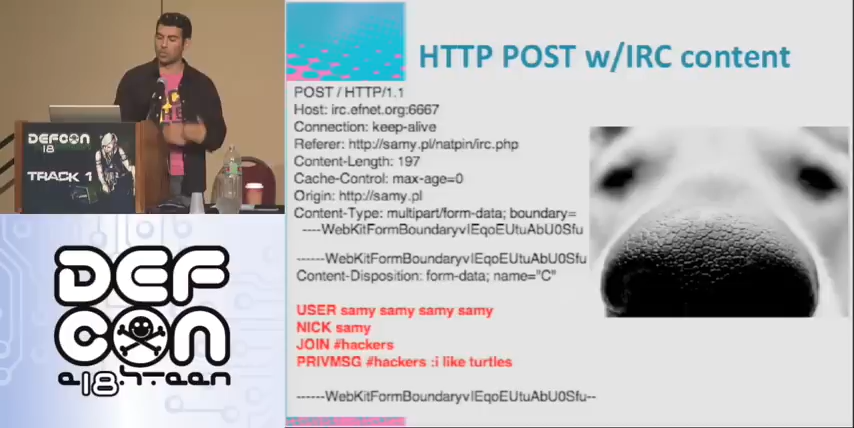 DEFCON
18
TRACK 1
DEF
CON
e18hteen
HTTP POST w/IRC content
POST / HTTP/1.1
Host: irc.efnet.org:6667
Connection: keep-alive
Referer: http://samy.pl/natpin/irc.php
Content-Length: 197
Cache-Control: max-age=0
Origin: http://samy.pl
Content-Type: multipart/form-data; boundary=
----WebKitFormBoundaryvIEqoEUtuAbU0Sfu
------WebKitFormBoundaryvIEqoEUtuAbU0Sfu
Content-Disposition: form-data; name="C"
USER samy samy samy samy
NICK samy
JOIN #hackers
PRIVMSG #hackers :i like turtles
------WebKitFormBoundaryvIEqoEUtuAbU0Sfu--